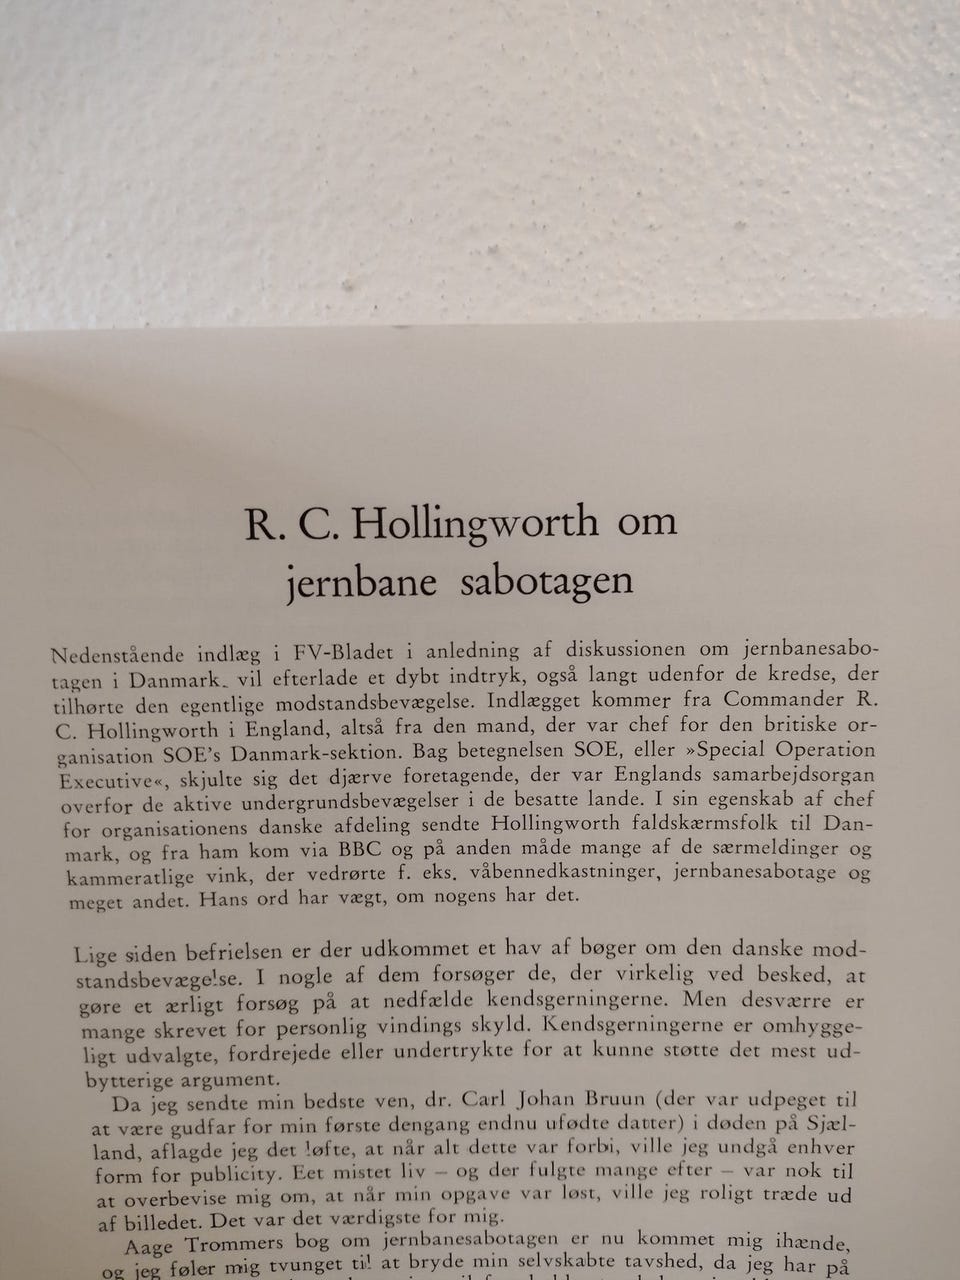 R. C. Hollingworth om
jernbane sabotagen
Nedenstående indlæg i FV-Bladet i anledning af diskussionen om jernbanesabo-
tagen i Danmark. vil efterlade et dybt indtryk, også langt udenfor de kredse, der
tilhørte den egentlige modstandsbevægelse. Indlægget kommer fra Commander R.
C. Hollingworth i England, altså fra den mand, der var chef for den britiske or-
ganisation SOE's Danmark-sektion. Bag betegnelsen SOE, eller »Special Operation
Executive«, skjulte sig det djærve foretagende, der var Englands samarbejdsorgan
overfor de aktive undergrundsbevægelser i de besatte lande. I sin egenskab af chef
for organisationens danske afdeling sendte Hollingworth faldskærmsfolk til Dan-
mark, og fra ham kom via BBC og på anden måde mange af de særmeldinger og
kammeratlige vink, der vedrørte f. eks. våbennedkastninger, jernbanesabotage og
meget andet. Hans ord har vægt, om nogens har det.
Lige siden befrielsen er der udkommet et hav af bøger om den danske mod-
standsbevægelse. I nogle af dem forsøger de, der virkelig ved besked, at
gøre et ærligt forsøg på at nedfælde kendsgerningerne. Men desværre er
mange skrevet for personlig vindings skyld. Kendsgerningerne er omhygge-
ligt udvalgte, fordrejede eller undertrykte for at kunne støtte det mest ud-
bytterige argument.
Da jeg sendte min bedste ven, dr. Carl Johan Bruun (der var udpeget til
at være gudfar for min første dengang endnu ufødte datter) i døden på Sjæl-
land, aflagde jeg det løfte, at når alt dette var forbi, ville jeg undgå enhver
form for publicity. Eet mistet liv – og der fulgte mange efter – var nok til
at overbevise mig om, at når min opgave var løst, ville jeg roligt træde ud
af billedet. Det var det værdigste for mig.
Aage Trommers bog om jernbanesabotagen er nu kommet mig ihænde,
og jeg føler mig tvunget til at bryde min selvskabte tavshed, da jeg har på